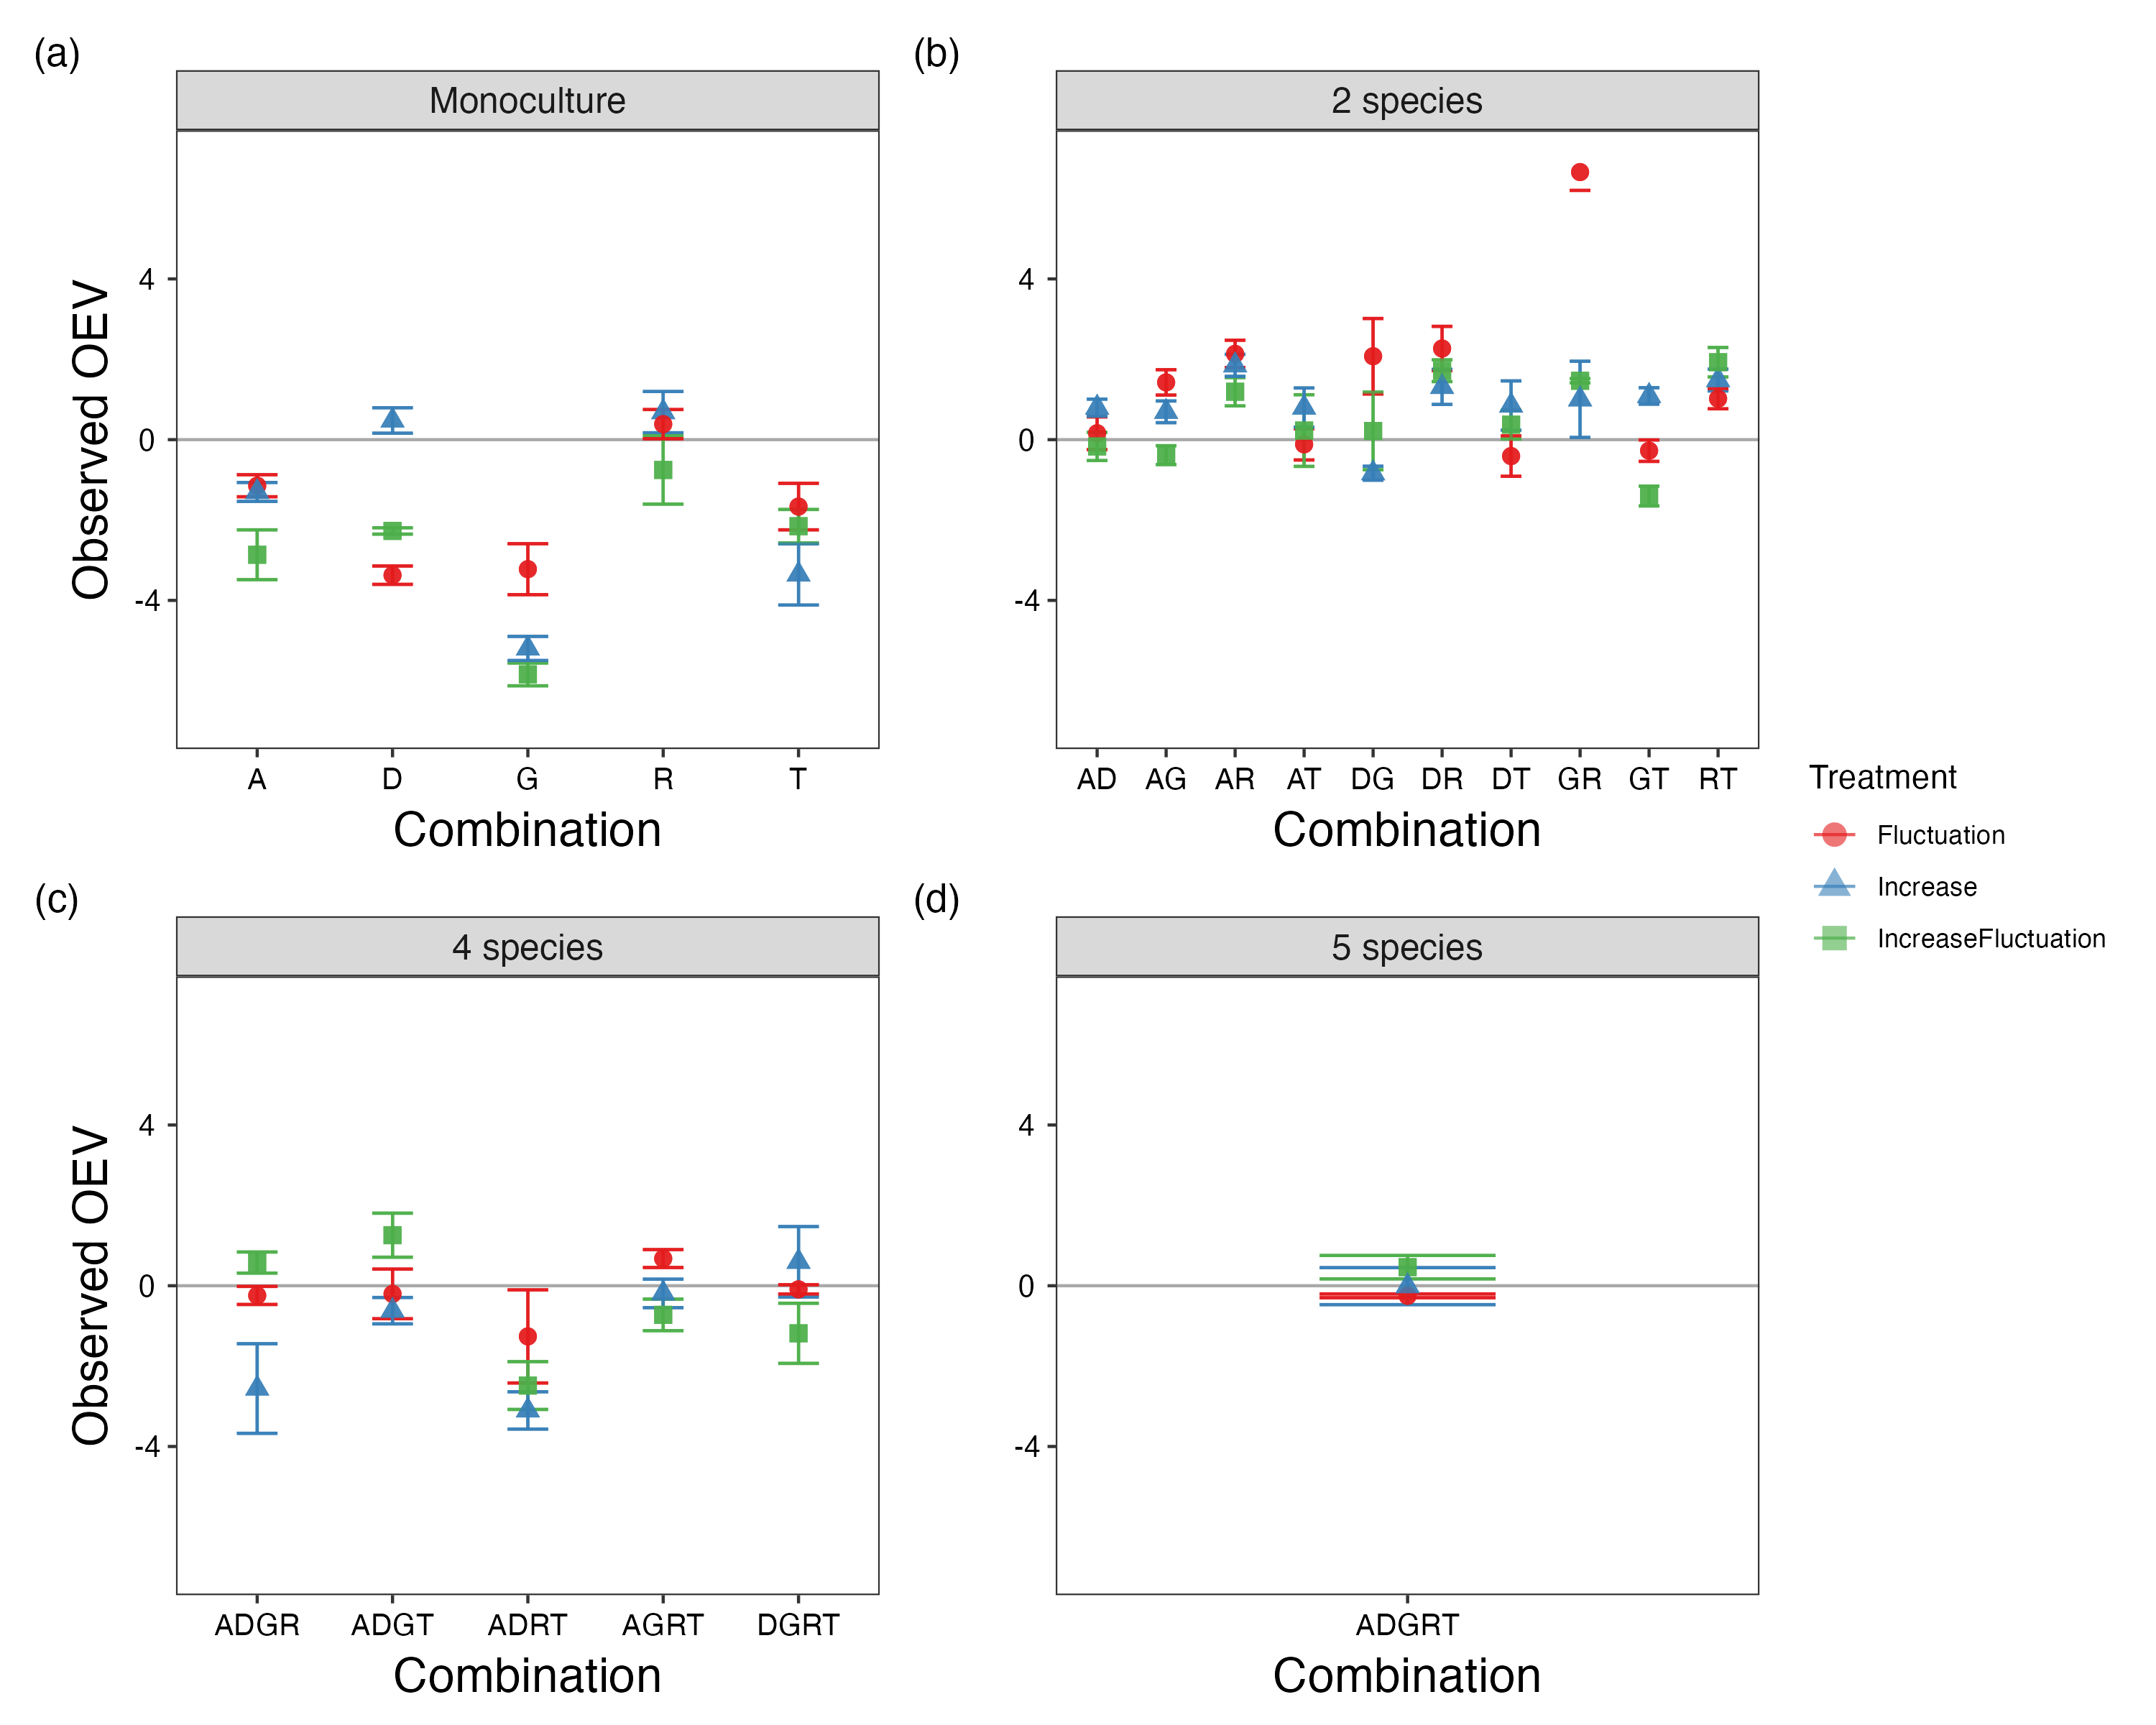 (a)
Monoculture
Observed OEV
4
0
-4
A D G R T
Combination
(b)
2 species
4
0
-4
AD AG AR AT DG DR DT GR GT RT
Combination
Treatment
Fluctuation
Increase
IncreaseFluctuation
(c)
4 species
Observed OEV
4
0
-4
ADGR ADGT ADRT AGRT DGRT
Combination
(d)
5 species
4
0
-4
ADGRT
Combination